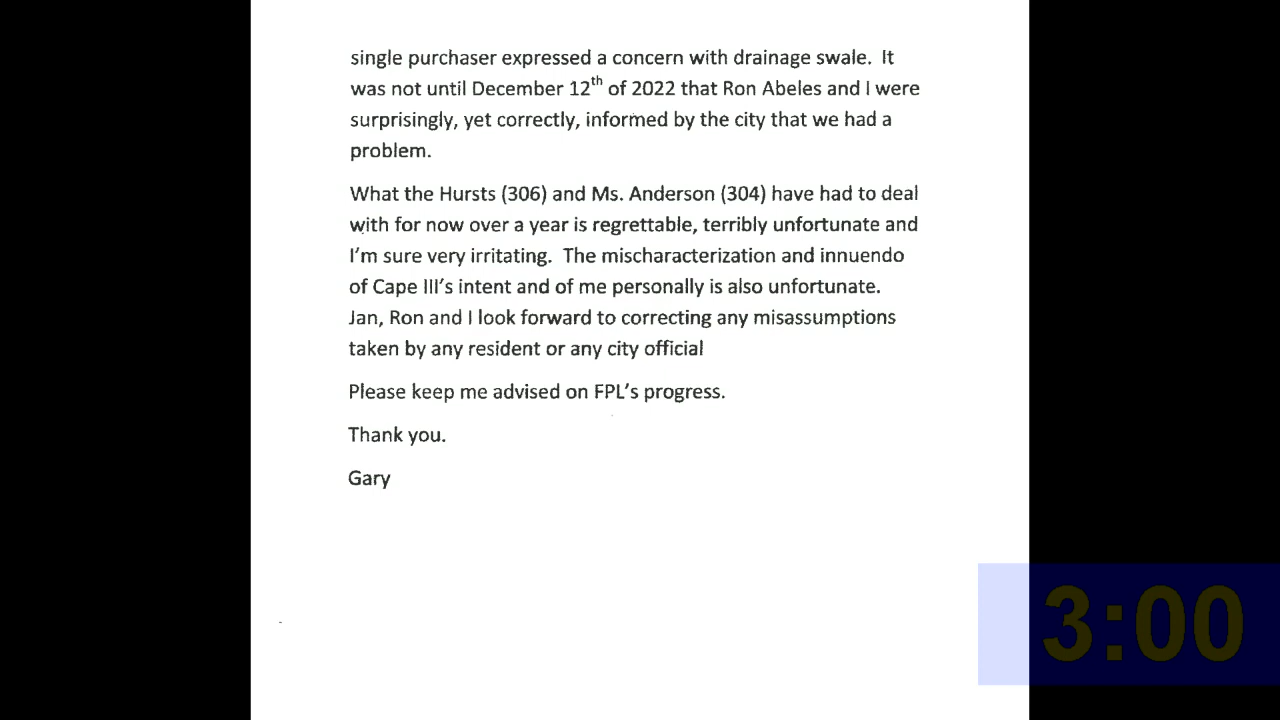 single purchaser expressed a concern with drainage swale. It
was not until December 12th of 2022 that Ron Abeles and I were
surprisingly, yet correctly, informed by the city that we had a
problem.
What the Hursts (306) and Ms. Anderson (304) have had to deal
with for now over a year is regrettable, terribly unfortunate and
I'm sure very irritating. The mischaracterization and innuendo
of Cape III's intent and of me personally is also unfortunate.
Jan, Ron and I look forward to correcting any misassumptions
taken by any resident or any city official
Please keep me advised on FPL's progress.
Thank you.
Gary
3:00